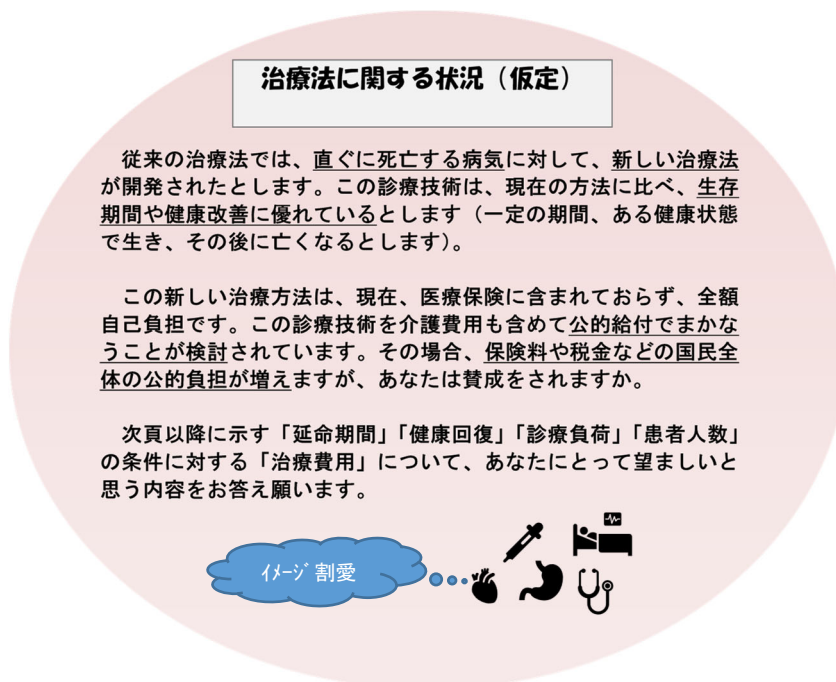 治療法に関する状況（仮定）
従来の治療法では、直ぐに死亡する病気に対して、新しい治療法
が開発されたとします。この診療技術は、現在の方法に比べ、生存
期間や健康改善に優れているとします（一定の期間、ある健康状態
で生き、その後に亡くなるとします）。
この新しい治療方法は、現在、医療保険に含まれておらず、全額
自己負担です。この診療技術を介護費用も含めて公的給付でまかな
うことが検討されています。その場合、保険料や税金などの国民全
体の公的負担が増えますが、あなたは賛成をされますか。
次頁以降に示す「延命期間」「健康回復」「診療負荷」「患者人数」
の条件に対する「治療費用」について、あなたにとって望ましいと
思う内容をお答え願います。
ｲﾒｰｼﾞ割愛